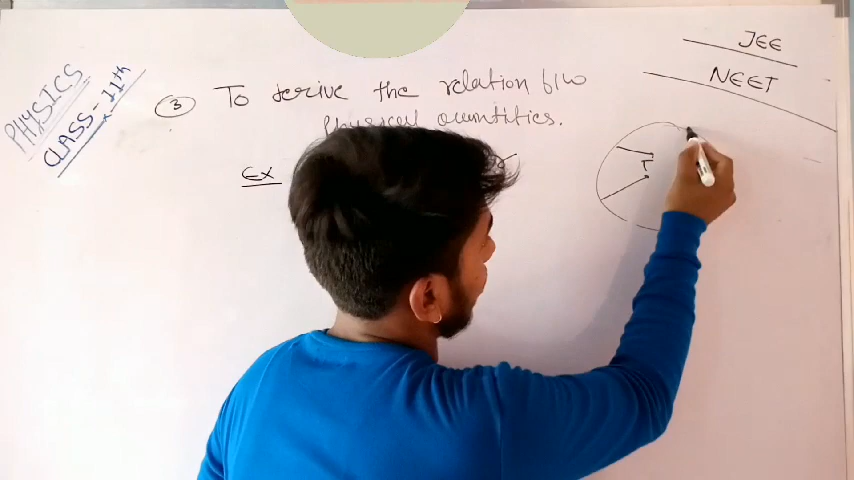 PHYSICS
CLASS-11th
JEE
NEET
③ To derive the relation b/w
physical quantities.
Ex
T